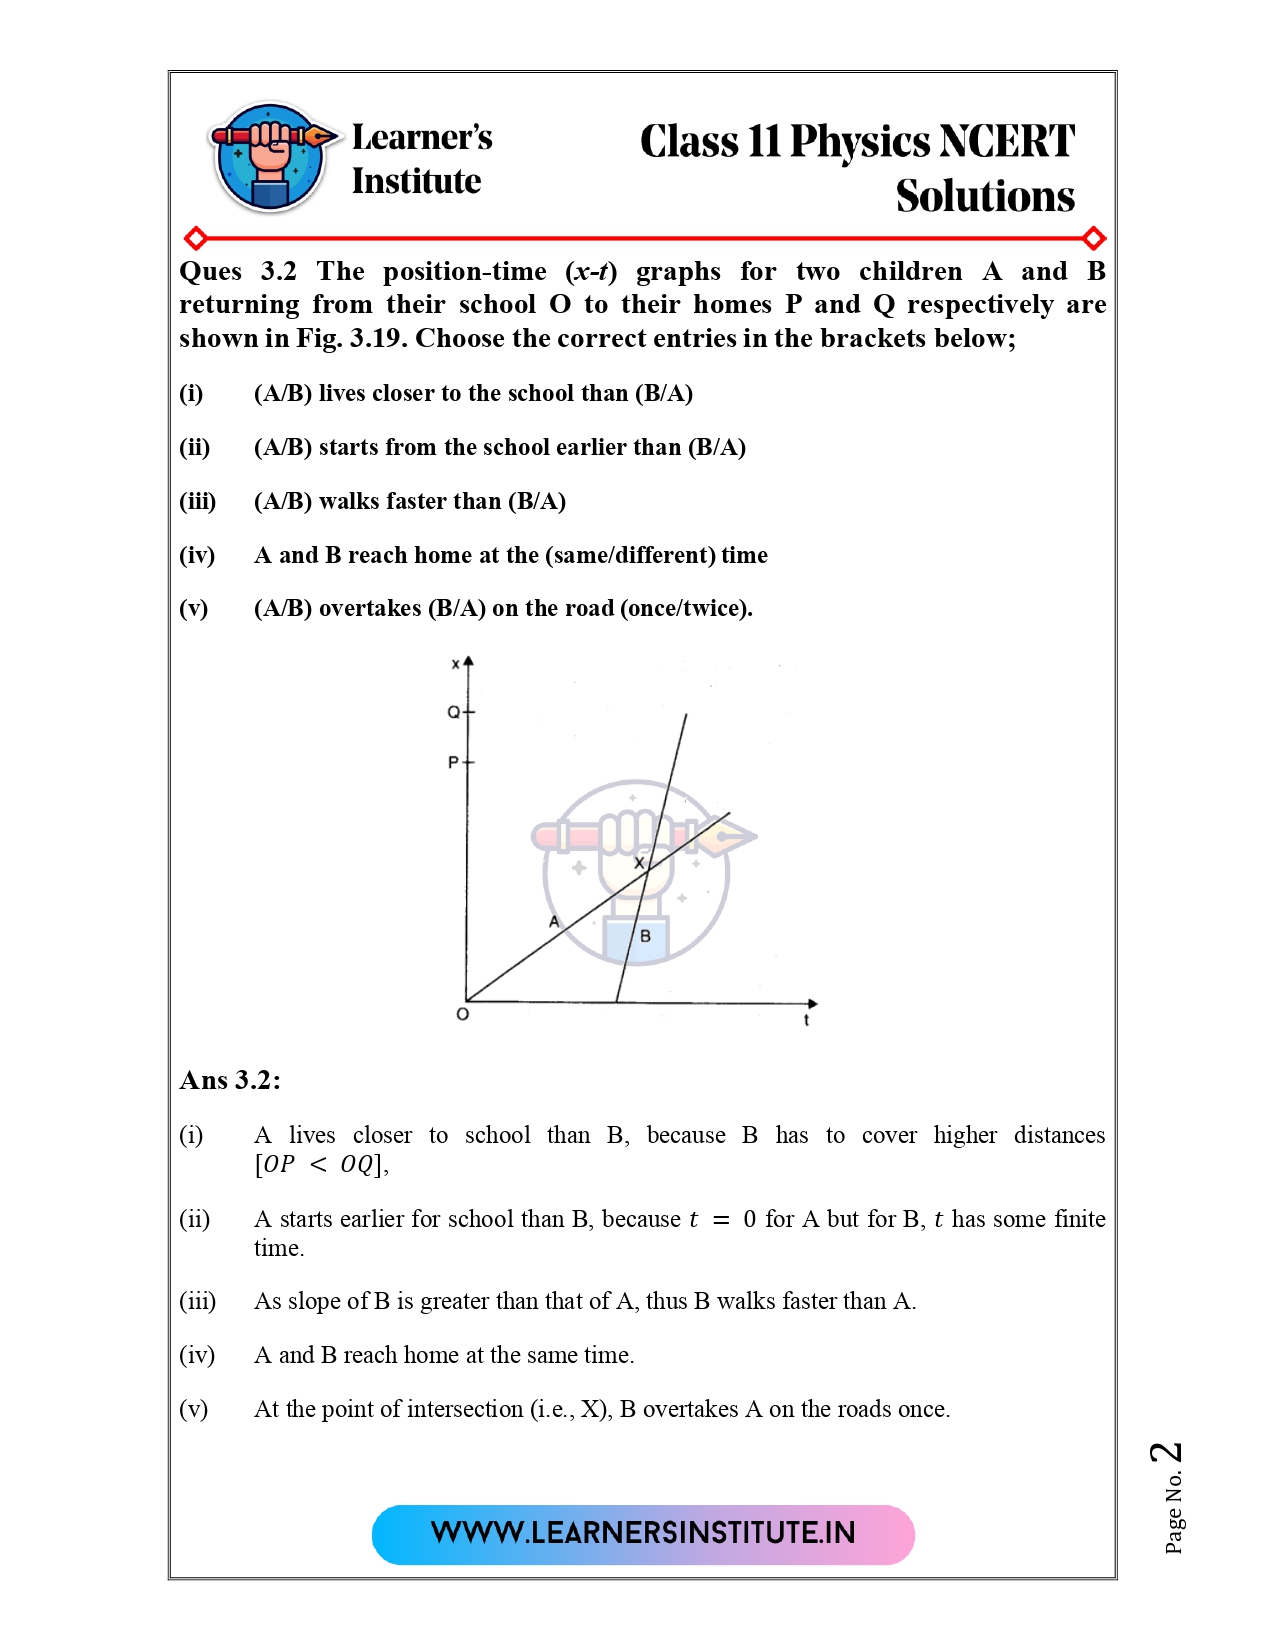 Learner's
Institute
Class 11 Physics NCERT
Solutions
Ques 3.2 The position-time (x-t) graphs for two children A and B
returning from their school O to their homes P and Q respectively are
shown in Fig. 3.19. Choose the correct entries in the brackets below;
(i) (A/B) lives closer to the school than (B/A)
(ii) (A/B) starts from the school earlier than (B/A)
(iii) (A/B) walks faster than (B/A)
(iv) A and B reach home at the (same/different) time
(v) (A/B) overtakes (B/A) on the road (once/twice).
x
Q
P
X
A
B
O
t
Ans 3.2:
(i) A lives closer to school than B, because B has to cover higher distances
[OP < OQ],
(ii) A starts earlier for school than B, because t = 0 for A but for B, t has some finite
time.
(iii) As slope of B is greater than that of A, thus B walks faster than A.
(iv) A and B reach home at the same time.
(v) At the point of intersection (i.e., X), B overtakes A on the roads once.
Page No. 2
WWW.LEARNERSINSTITUTE.IN